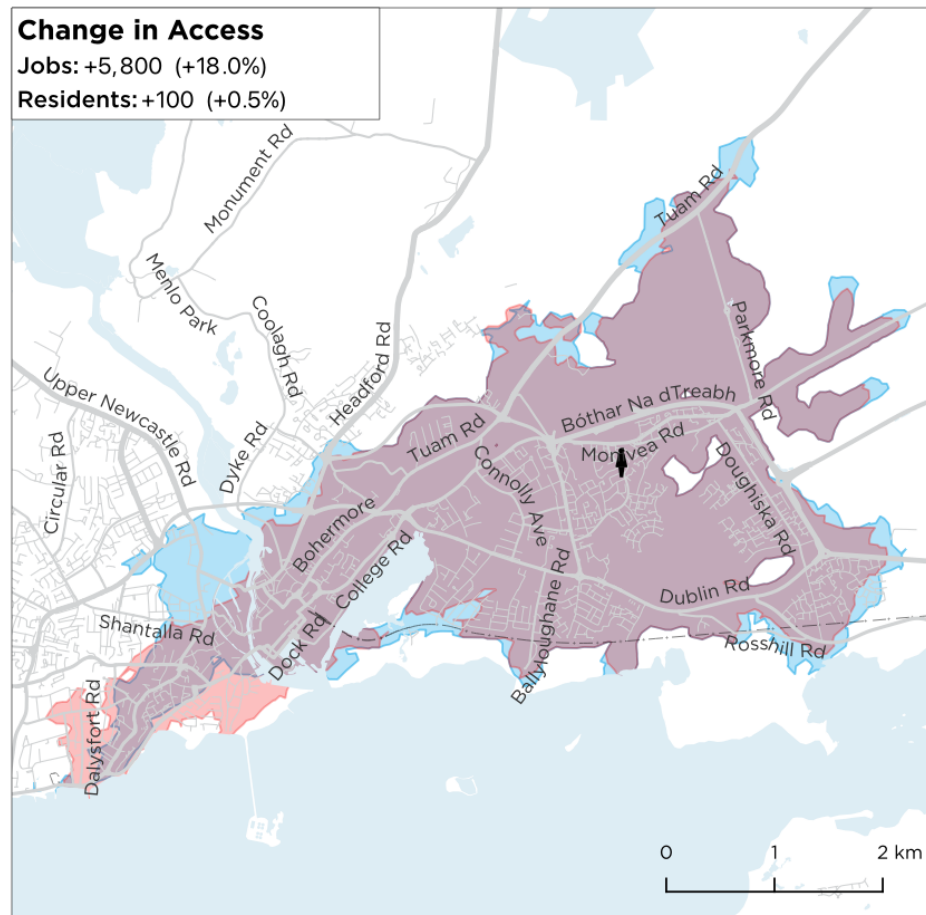 Change in Access
Jobs: +5,800 (+18.0%)
Residents: +100 (+0.5%)
Monument Rd
Tuam Rd
Menlo Park
Coolagh Rd
Headford Rd
Parkmore Rd
Upper Newcastle Rd
Circular Rd
Dyke Rd
Bóthar Na dTreabh
Tuam Rd
Monivea Rd
Connolly Ave
Doughiska Rd
Bohermore
College Rd
Dublin Rd
Shantalla Rd
Dock Rd
Ballyloughane Rd
Rosshill Rd
Dalysfort Rd
0 1 2 km